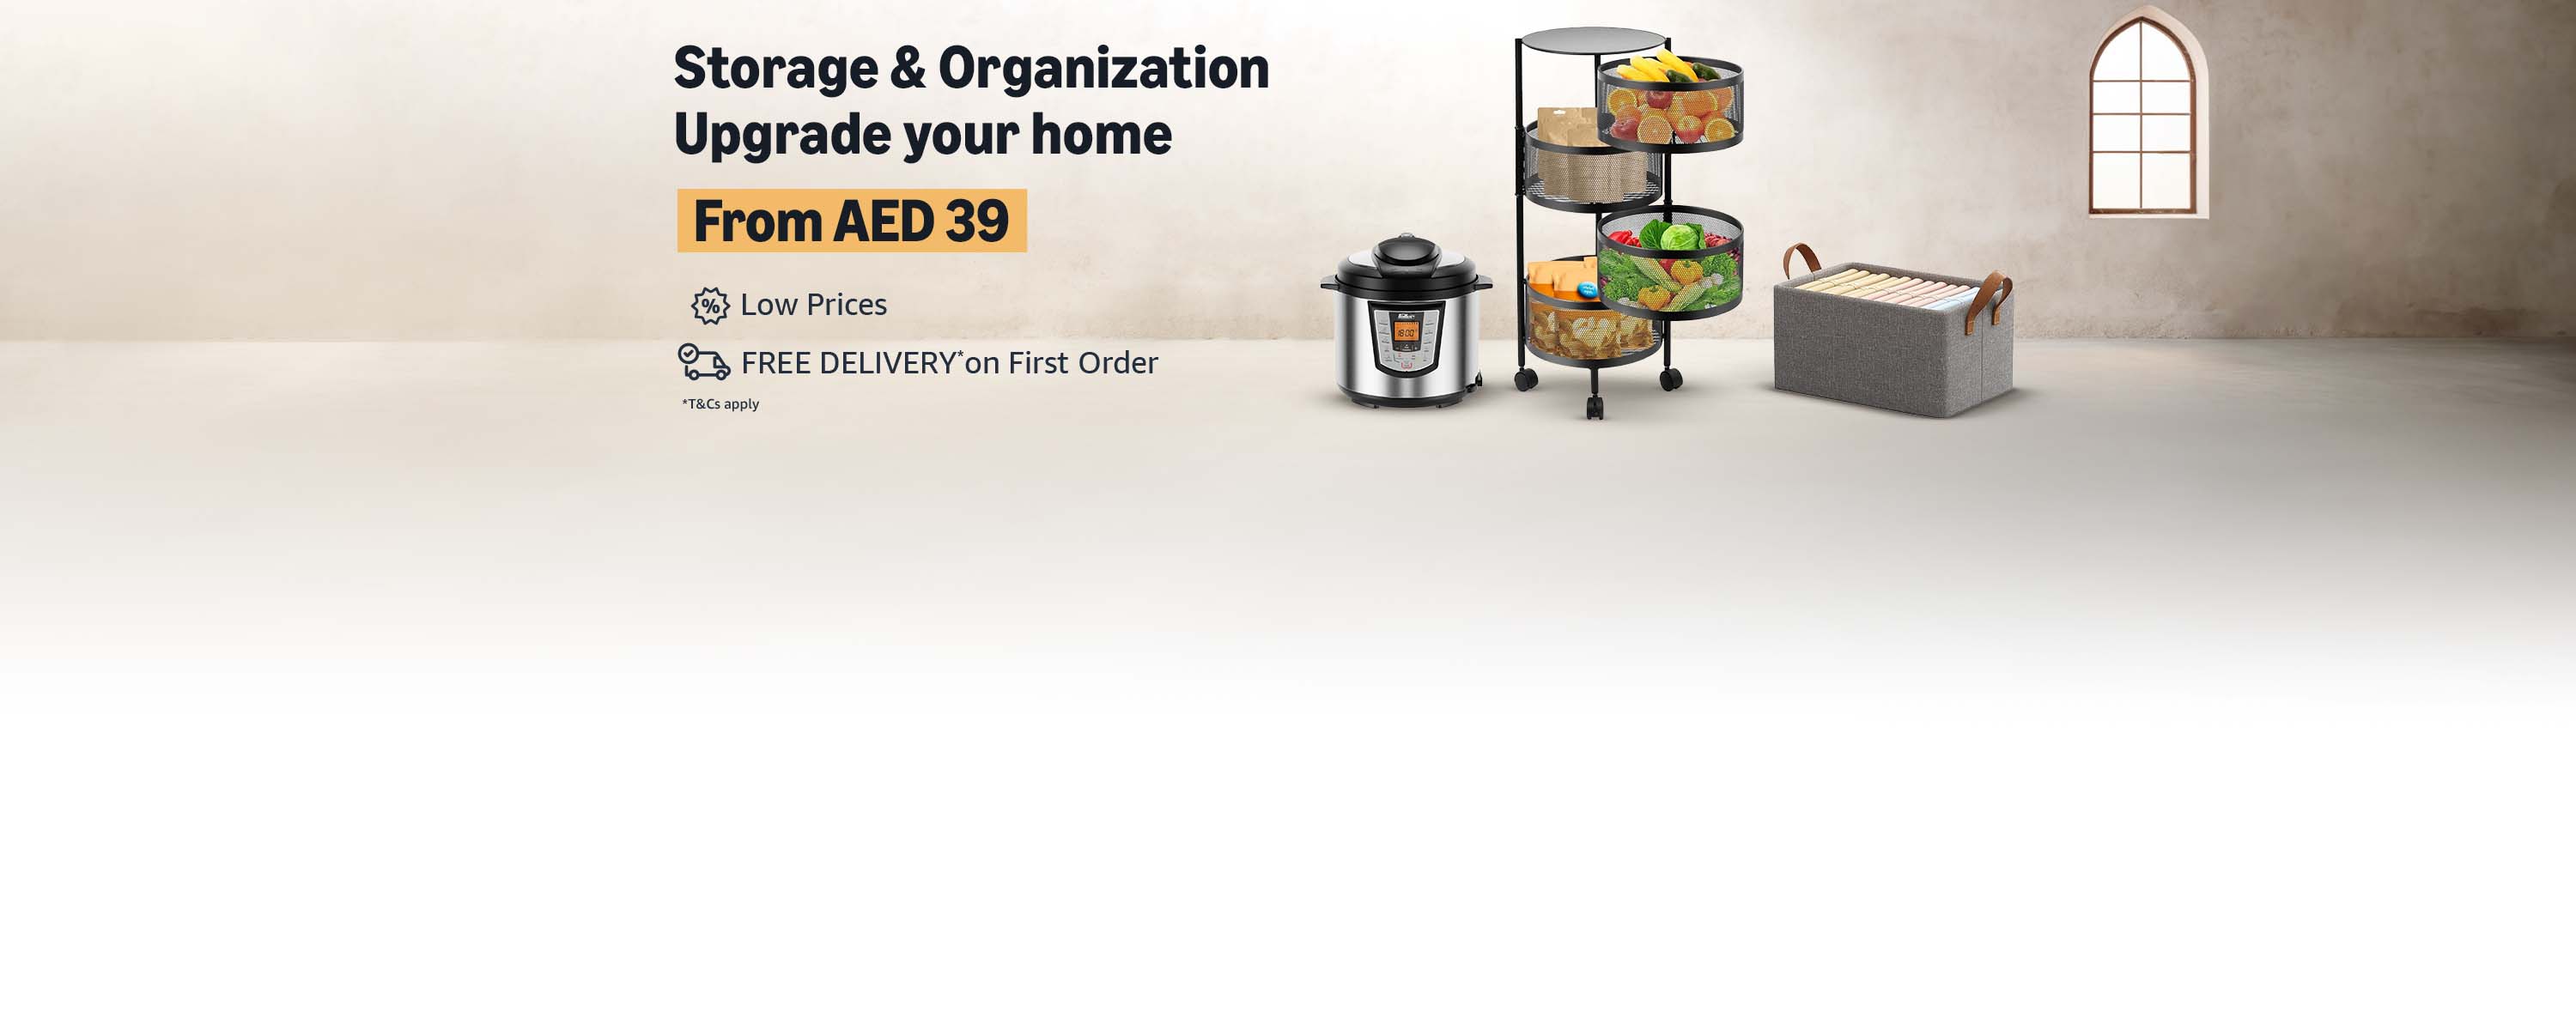 Storage & Organization
Upgrade your home
From AED 39
% Low Prices
FREE DELIVERY* on First Order
*T&Cs apply